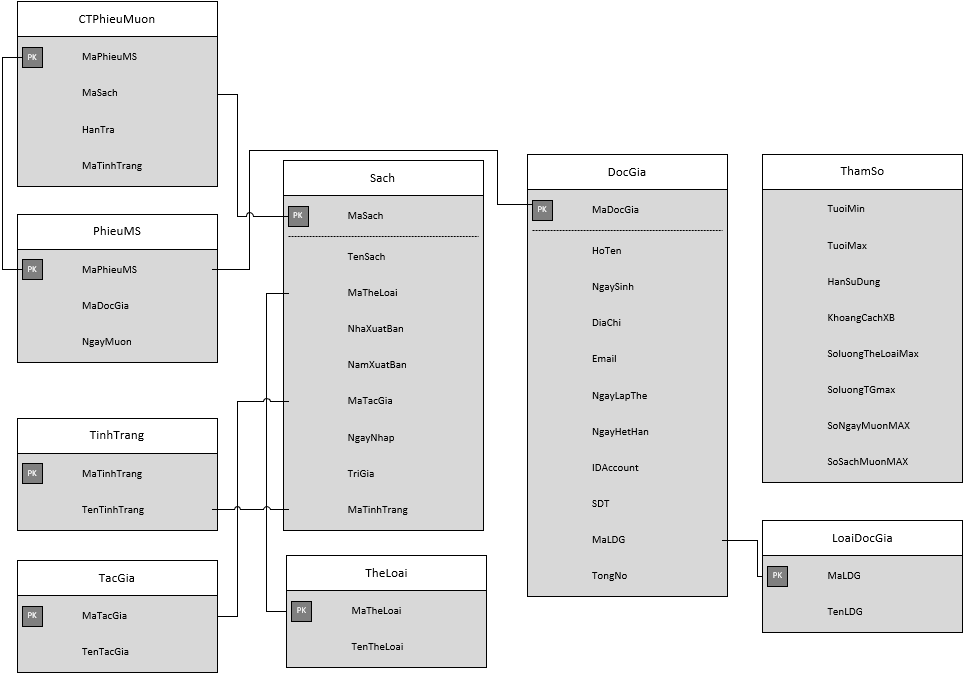 CTPhieuMuon
PK MaPhieuMS
MaSach
HanTra
MaTinhTrang
PhieuMS
PK MaPhieuMS
MaDocGia
NgayMuon
TinhTrang
PK MaTinhTrang
TenTinhTrang
TacGia
PK MaTacGia
TenTacGia
Sach
PK MaSach
TenSach
MaTheLoai
NhaXuatBan
NamXuatBan
MaTacGia
NgayNhap
TriGia
MaTinhTrang
TheLoai
PK MaTheLoai
TenTheLoai
DocGia
PK MaDocGia
HoTen
NgaySinh
DiaChi
Email
NgayLapThe
NgayHetHan
IDAccount
SDT
MaLDG
TongNo
ThamSo
TuoiMin
TuoiMax
HanSuDung
KhoangCachXB
SoluongTheLoaiMax
SoluongTGmax
SoNgayMuonMAX
SoSachMuonMAX
LoaiDocGia
PK MaLDG
TenLDG